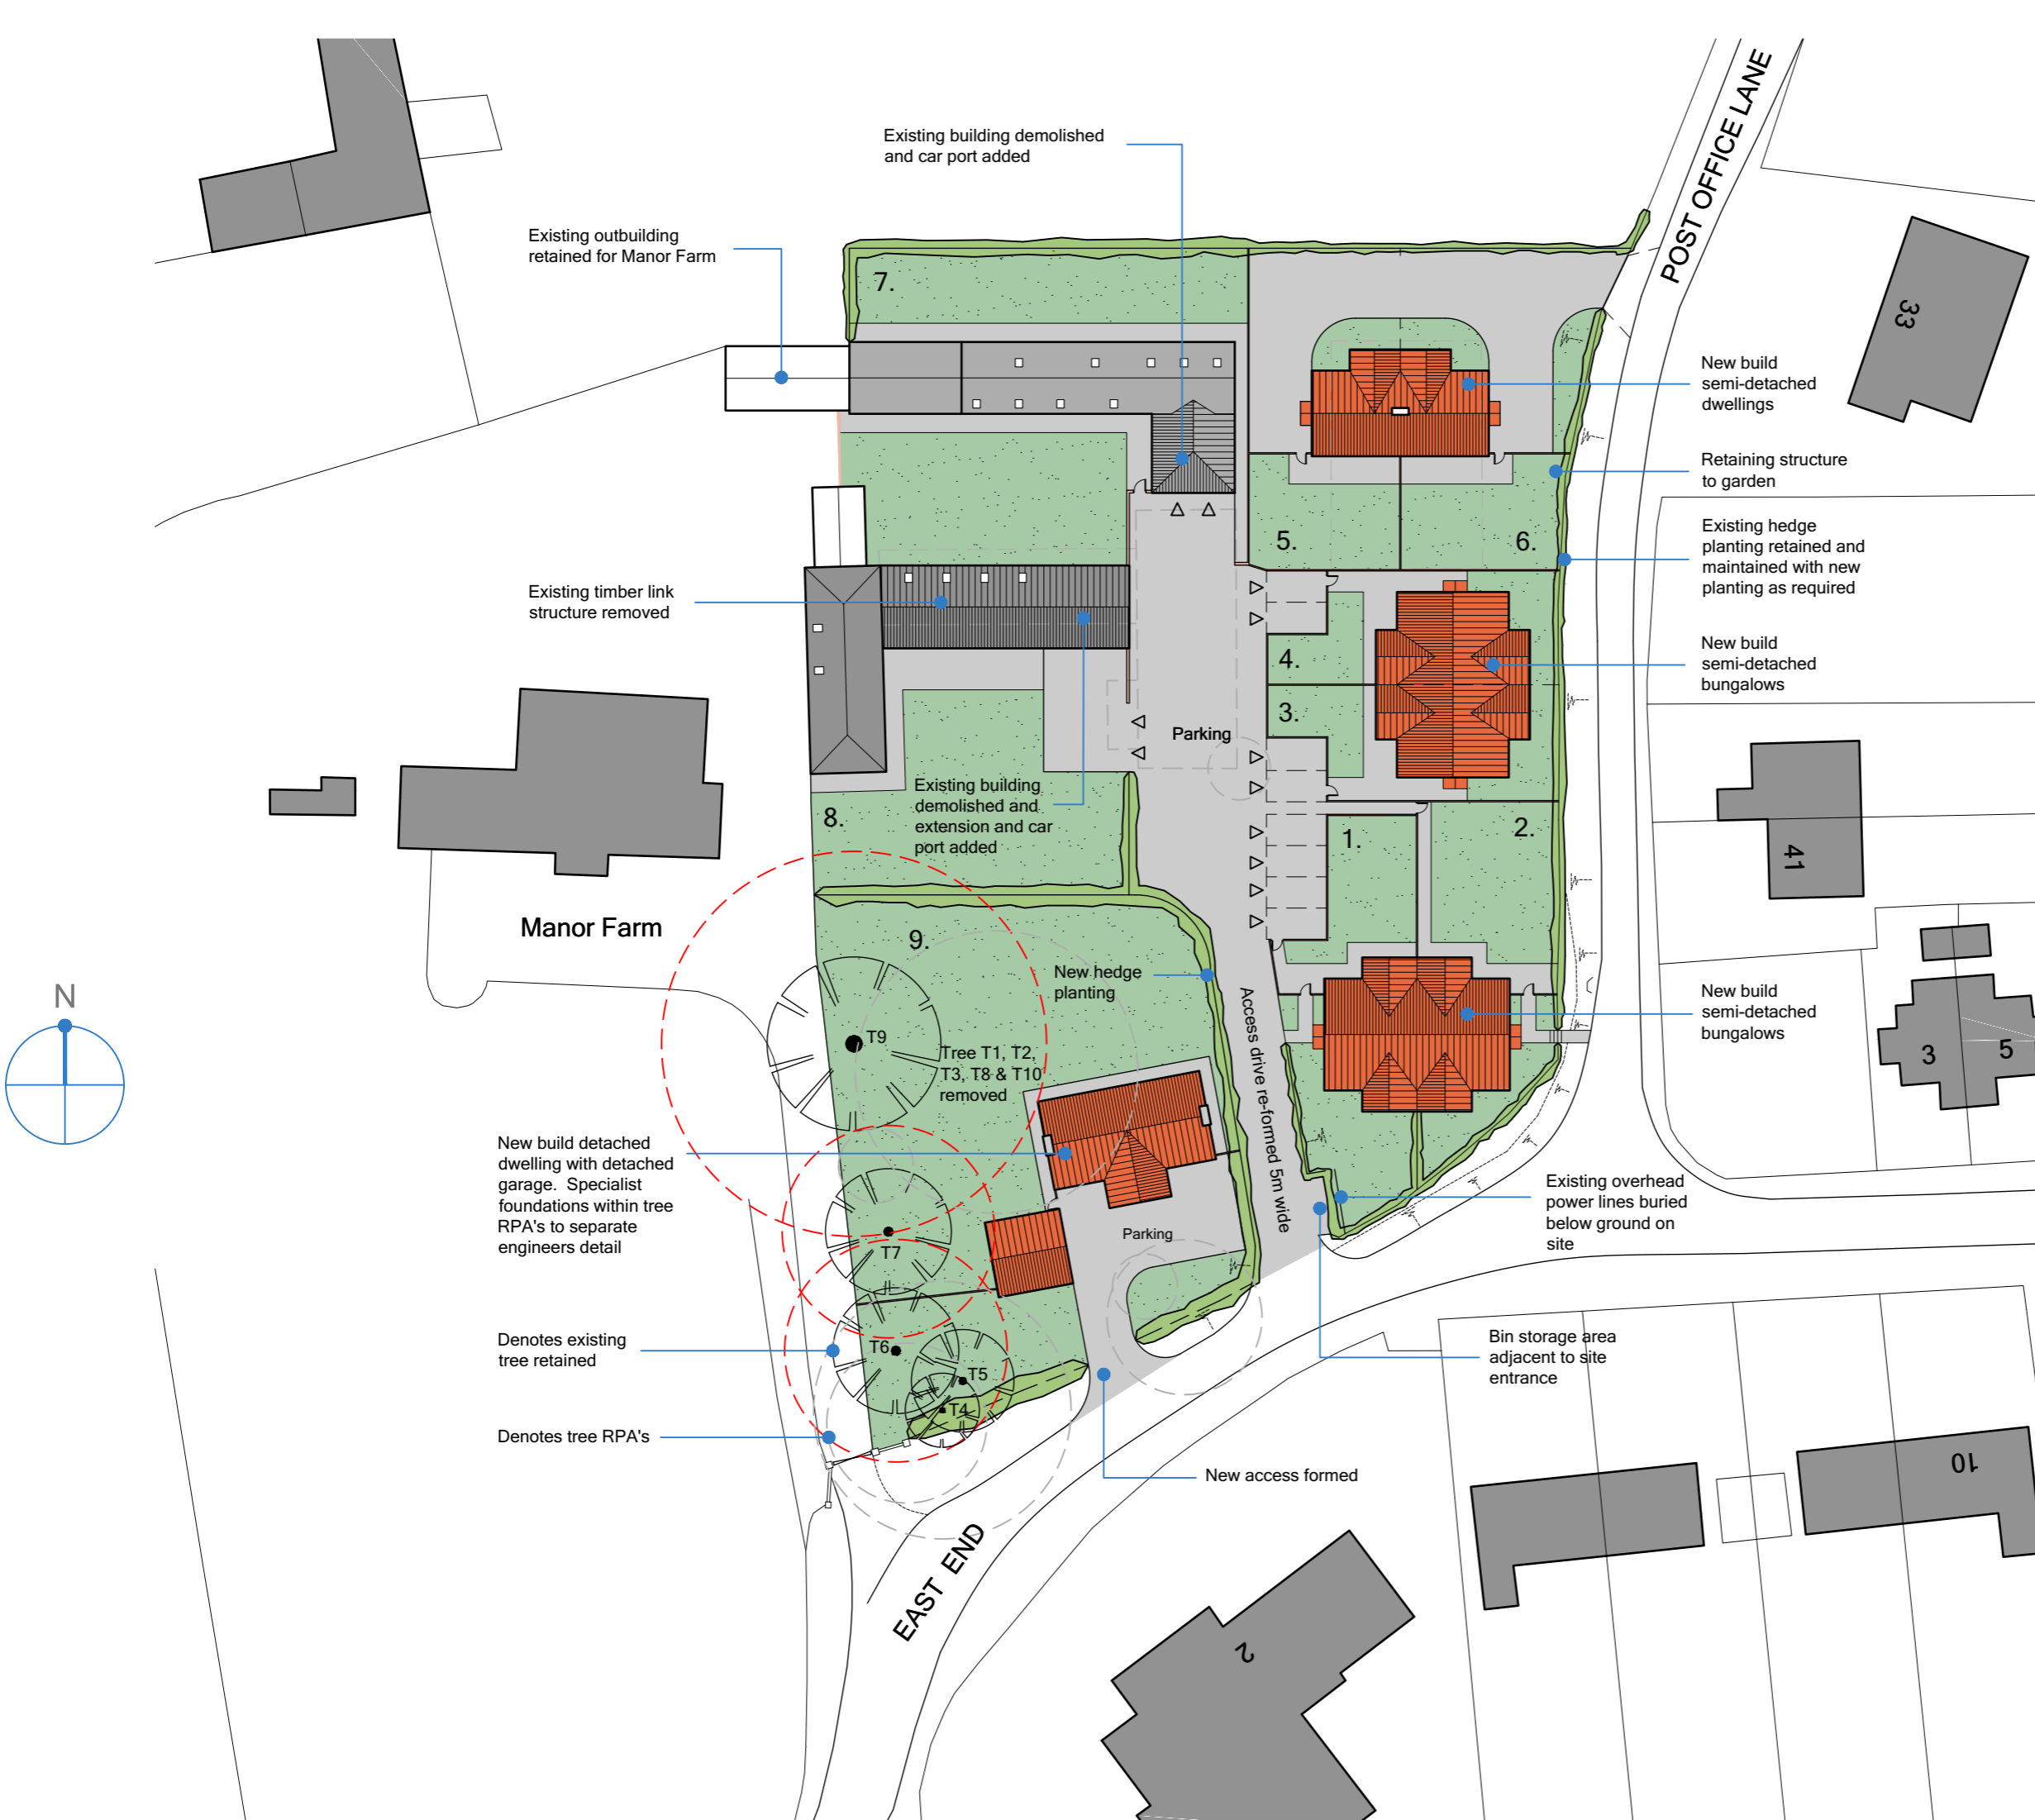 POST OFFICE LANE
Existing building demolished
and car port added
Existing outbuilding
retained for Manor Farm
7.
33
New build
semi-detached
dwellings
Retaining structure
to garden
5.
6.
Existing hedge
planting retained and
maintained with new
planting as required
Existing timber link
structure removed
4.
3.
New build
semi-detached
bungalows
Parking
Existing building
demolished and
extension and car
port added
8.
1.
2.
41
Manor Farm
9.
New hedge
planting
N
T9
Tree T1, T2,
T3, T8 & T10
removed
Access drive re-formed 5m wide
New build
semi-detached
bungalows
3
5
New build detached
dwelling with detached
garage. Specialist
foundations within tree
RPA's to separate
engineers detail
T7
Parking
Existing overhead
power lines buried
below ground on
site
Denotes existing
tree retained
T6
T5
T4
Bin storage area
adjacent to site
entrance
Denotes tree RPA's
New access formed
10
EAST END
2